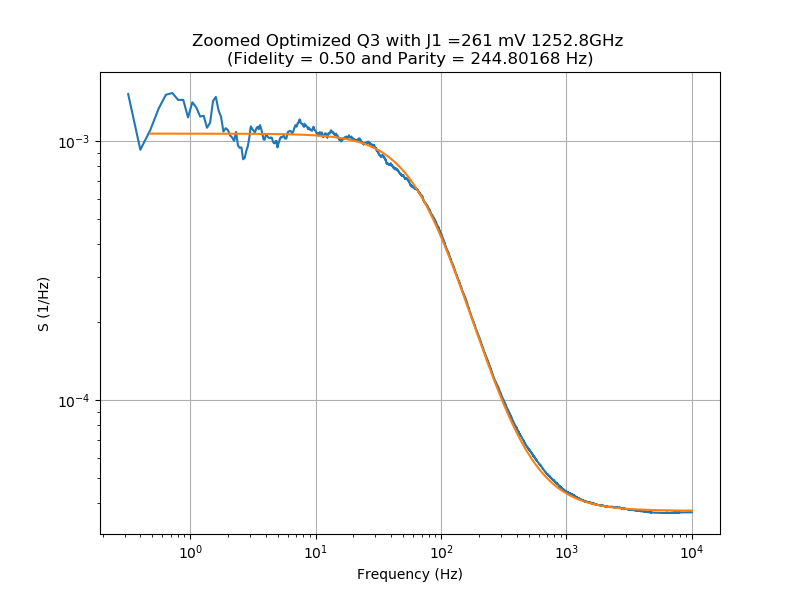 Zoomed Optimized Q3 with J1 =261 mV 1252.8GHz
(Fidelity = 0.50 and Parity = 244.80168 Hz)
S (1/Hz)
10⁻³
10⁻⁴
10⁰ 10¹ 10² 10³ 10⁴
Frequency (Hz)